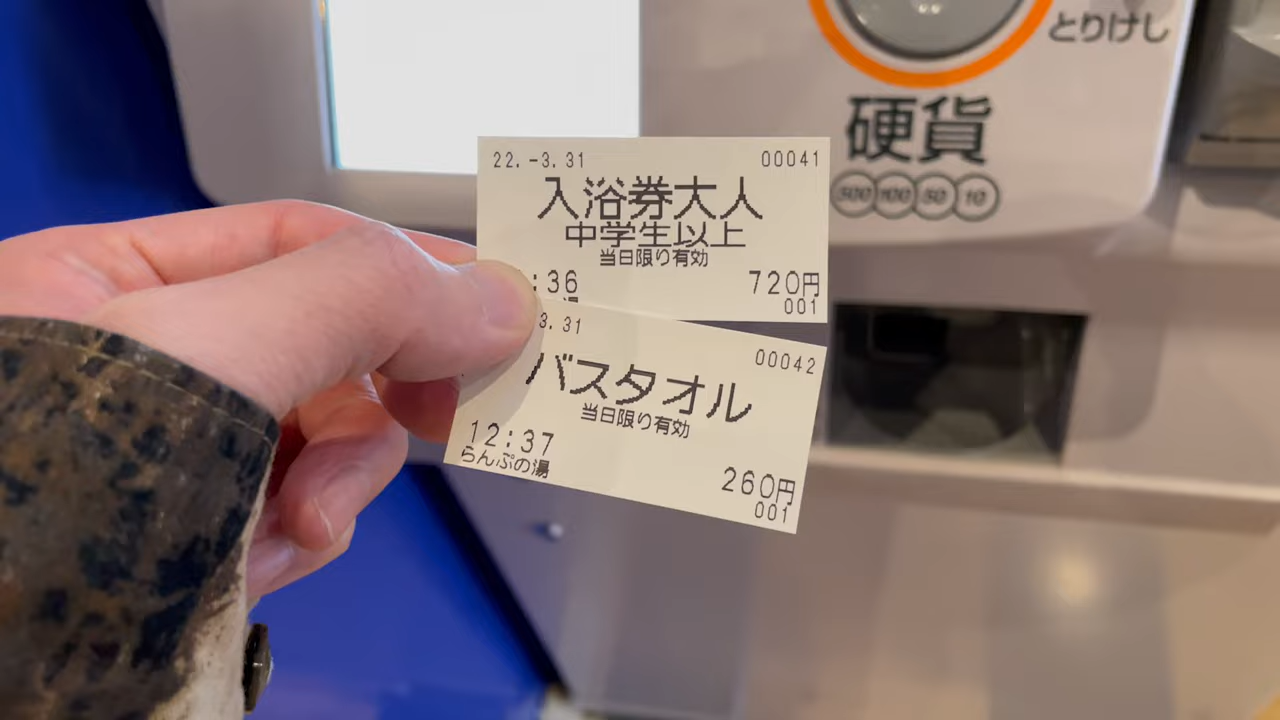 とりけし
硬貨
500 100 50 10
22.-3.31 00041
入浴券大人
中学生以上
当日限り有効
:36 720円
湯 001
3.31 00042
バスタオル
当日限り有効
12:37 260円
らんぷの湯 001